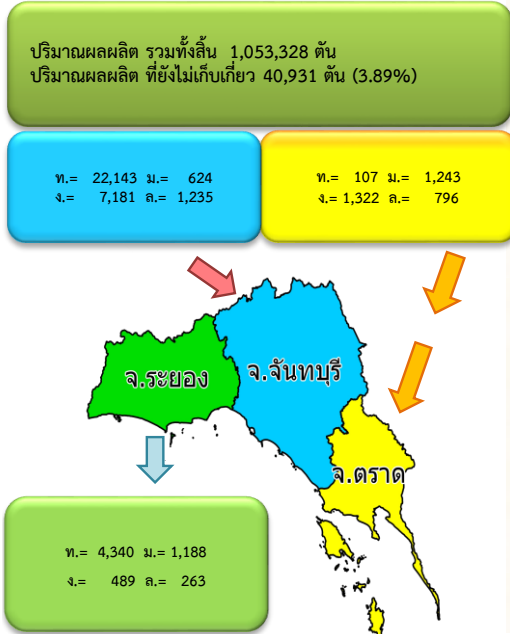 ปริมาณผลผลิต รวมทั้งสิ้น 1,053,328 ตัน
ปริมาณผลผลิต ที่ยังไม่เก็บเกี่ยว 40,931 ตัน (3.89%)
ท.= 22,143 ม.= 624
ง.= 7,181 ล.= 1,235
ท.= 107 ม.= 1,243
ง.= 1,322 ล.= 796
จ.ระยอง
จ.จันทบุรี
จ.ตราด
ท.= 4,340 ม.= 1,188
ง.= 489 ล.= 263